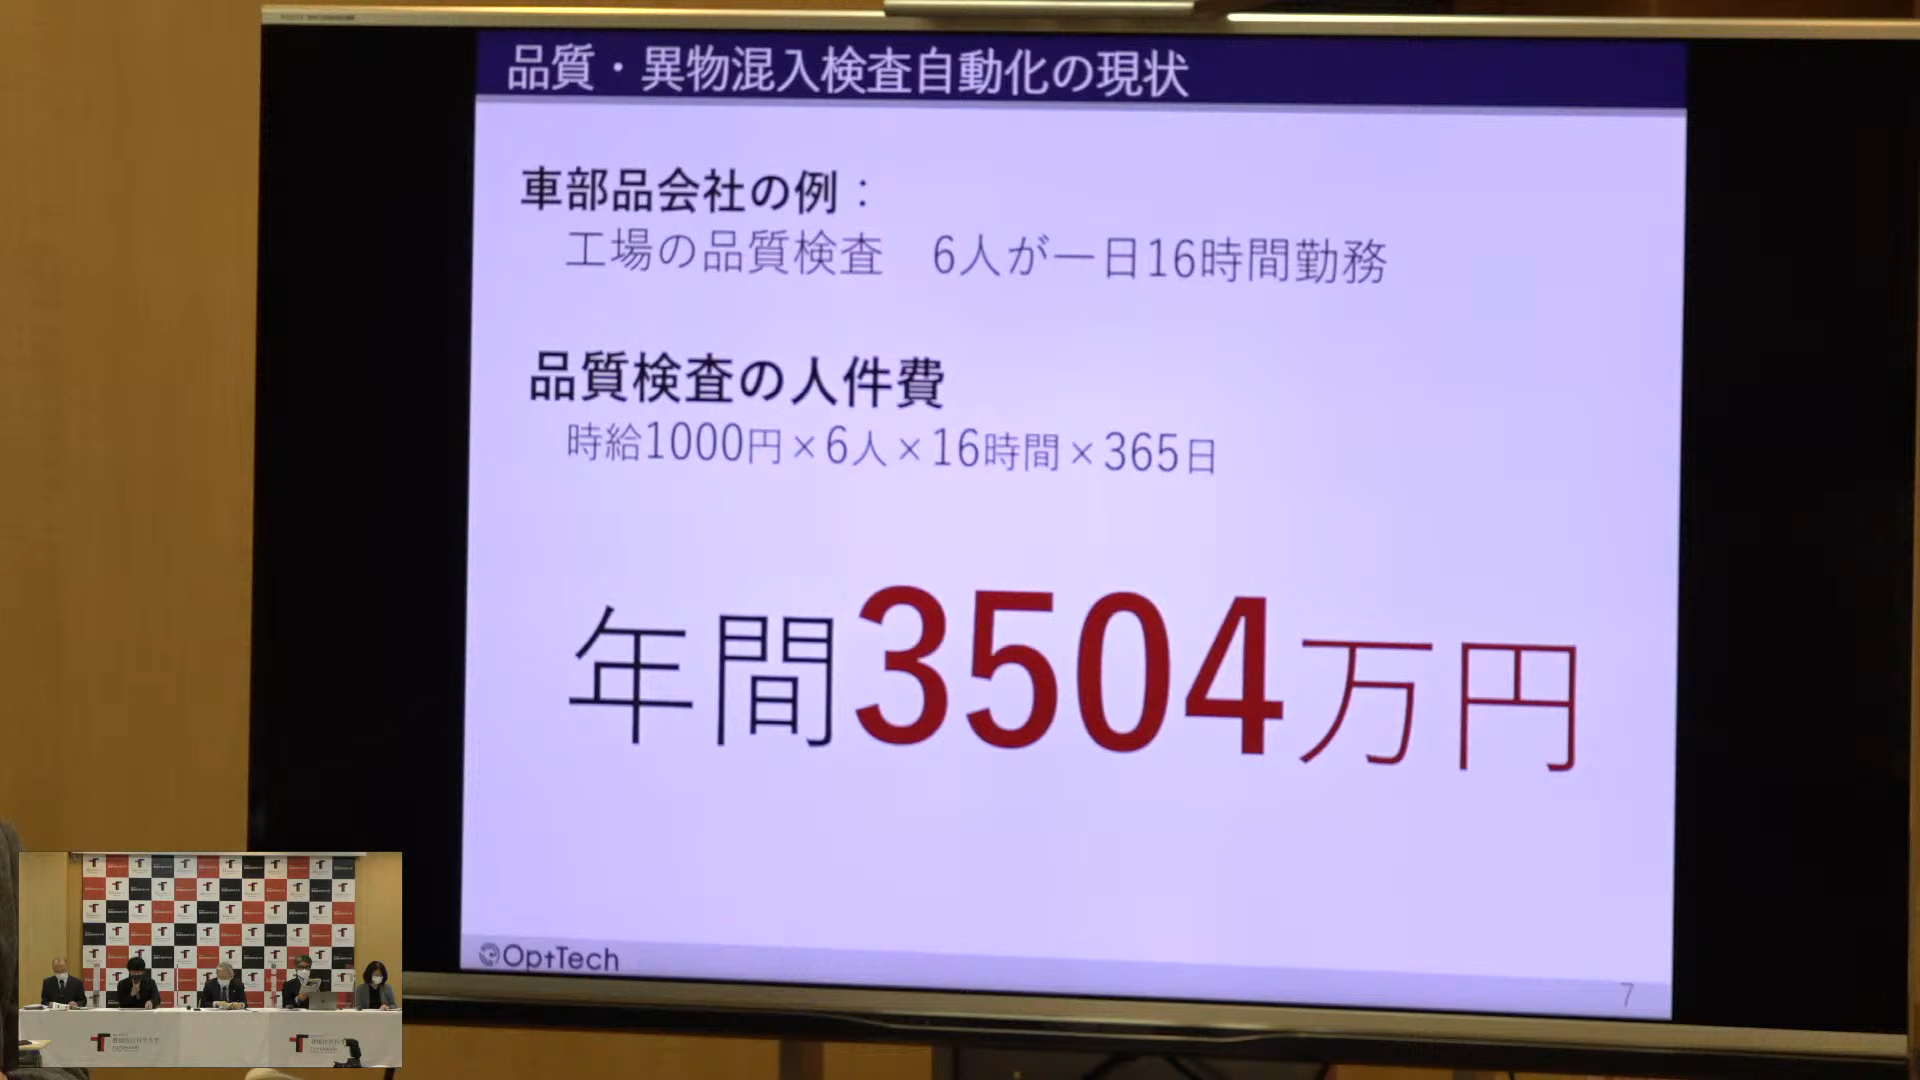 品質・異物混入検査自動化の現状
車部品会社の例：
工場の品質検査　6人が一日16時間勤務
品質検査の人件費
時給1000円×6人×16時間×365日
年間3504万円
OptTech
7